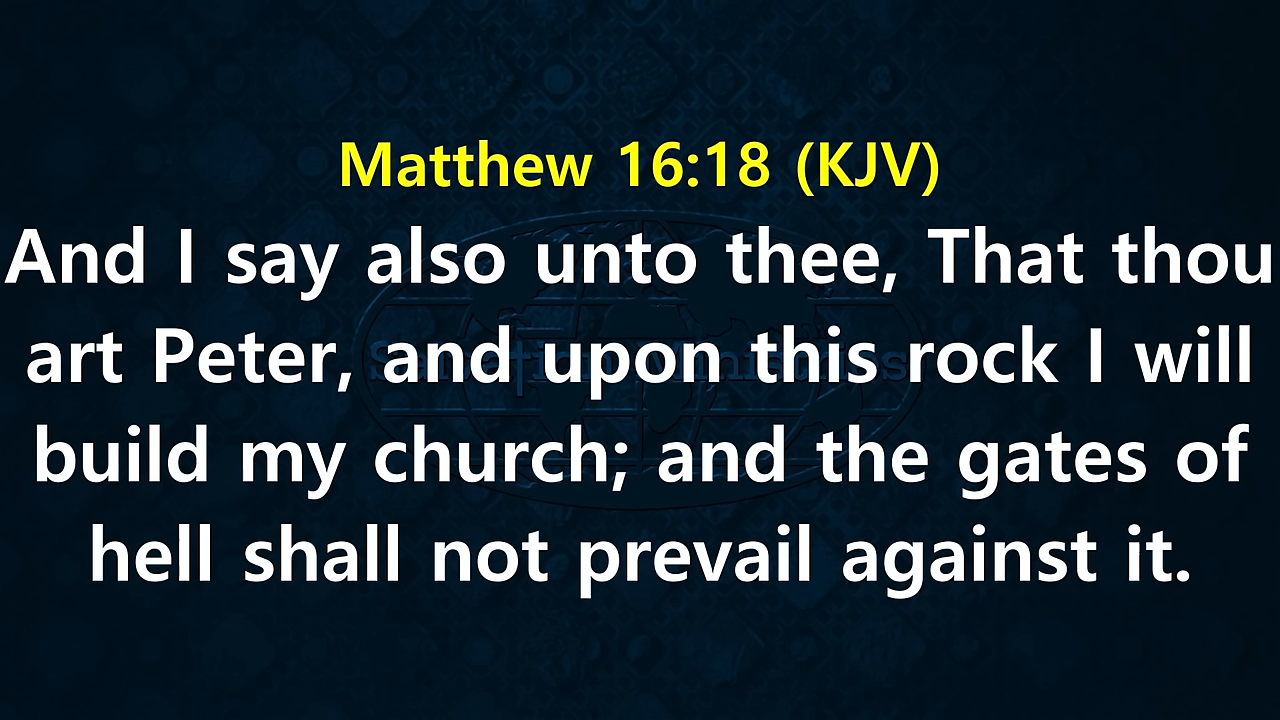 Matthew 16:18 (KJV)
And I say also unto thee, That thou
art Peter, and upon this rock I will
build my church; and the gates of
hell shall not prevail against it.